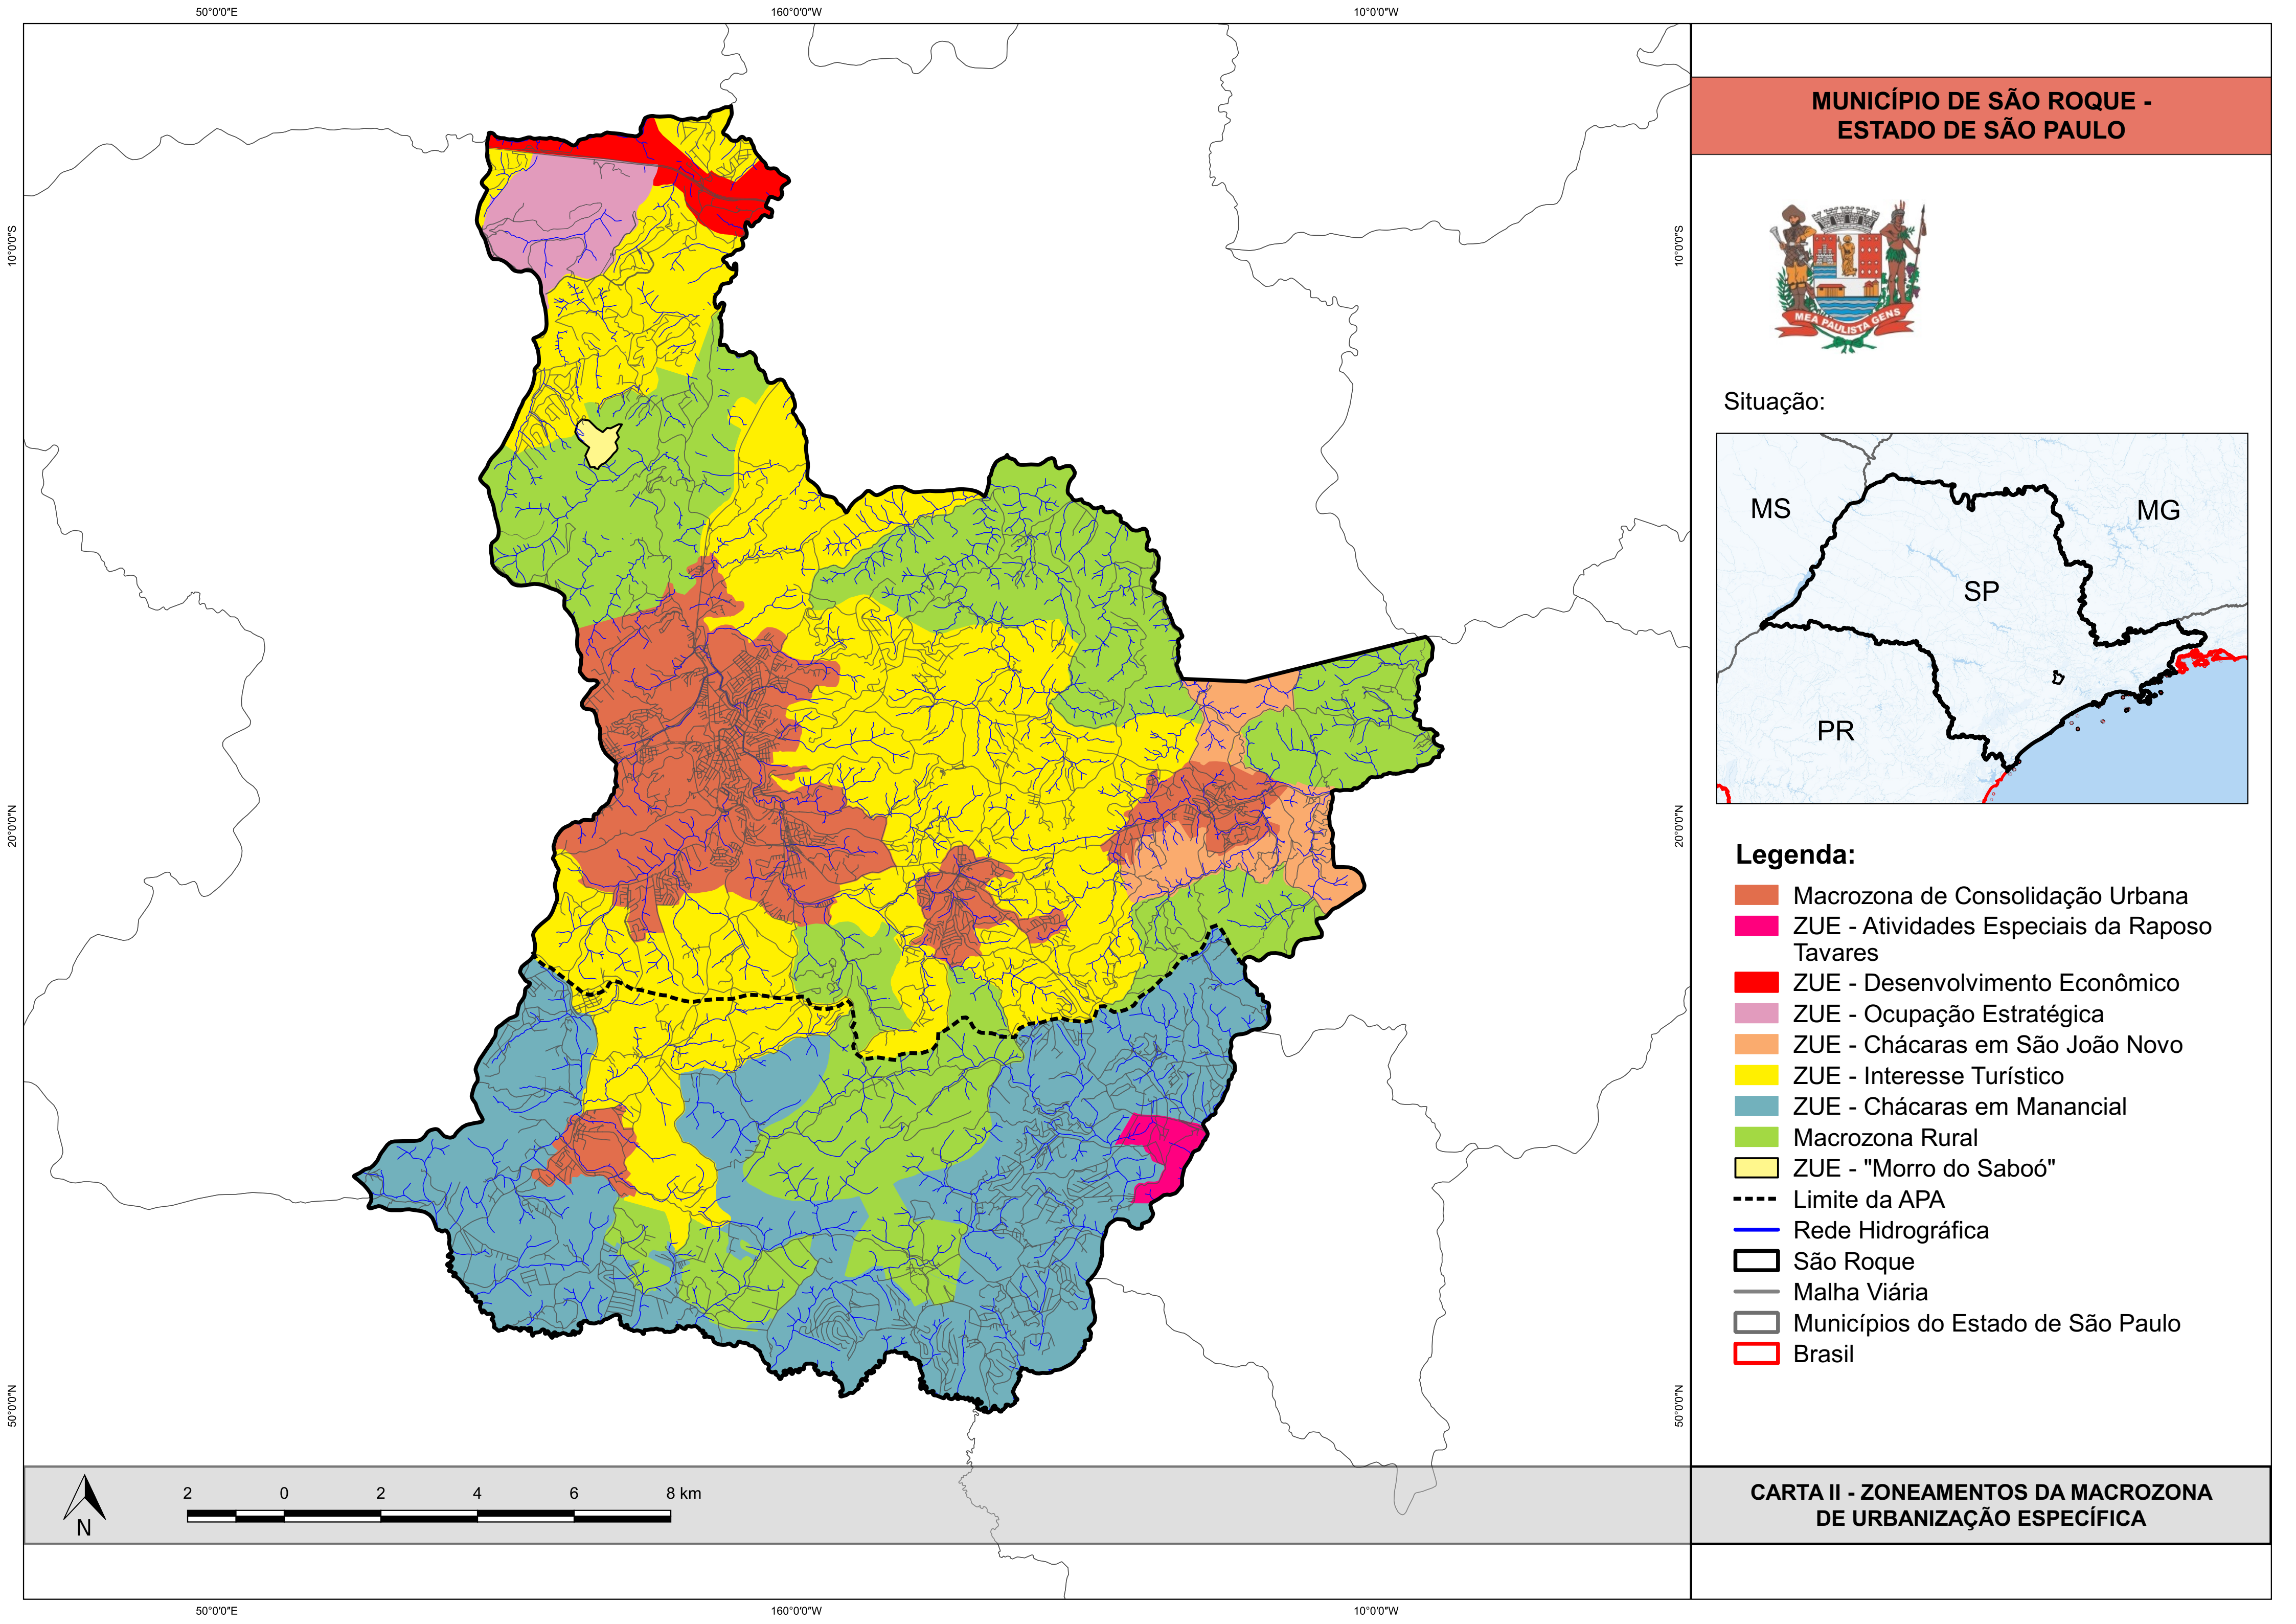 50°0'0"E
160°0'0"W
10°0'0"W
10°0'0"S
10°0'0"S
20°0'0"N
20°0'0"N
50°0'0"N
50°0'0"N
MUNICÍPIO DE SÃO ROQUE -
ESTADO DE SÃO PAULO
MEA PAULISTA GENS
Situação:
MS
MG
SP
PR
Legenda:
Macrozona de Consolidação Urbana
ZUE - Atividades Especiais da Raposo
Tavares
ZUE - Desenvolvimento Econômico
ZUE - Ocupação Estratégica
ZUE - Chácaras em São João Novo
ZUE - Interesse Turístico
ZUE - Chácaras em Manancial
Macrozona Rural
ZUE - "Morro do Saboó"
Limite da APA
Rede Hidrográfica
São Roque
Malha Viária
Municípios do Estado de São Paulo
Brasil
N
2 0 2 4 6 8 km
CARTA II - ZONEAMENTOS DA MACROZONA
DE URBANIZAÇÃO ESPECÍFICA
50°0'0"E
160°0'0"W
10°0'0"W